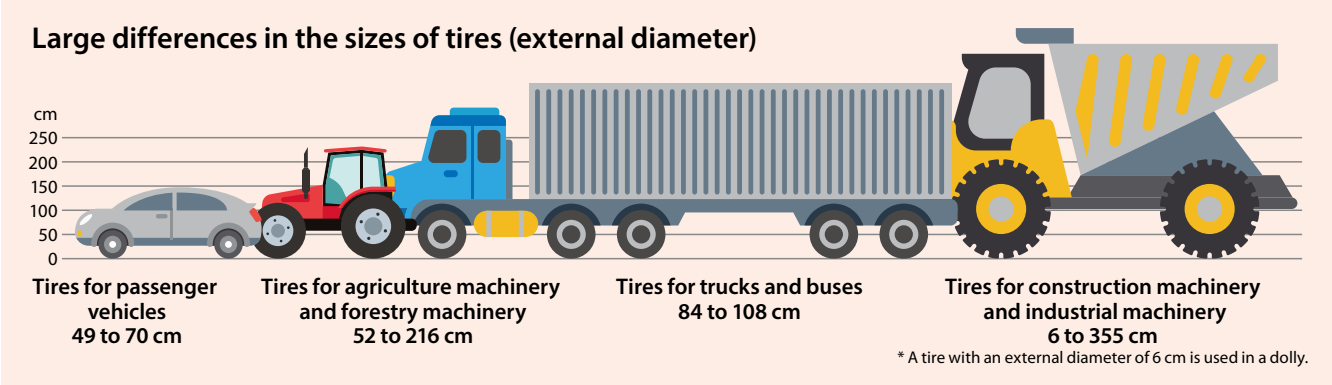 Large differences in the sizes of tires (external diameter)
cm
250
200
150
100
50
0
Tires for passenger
vehicles
49 to 70 cm
Tires for agriculture machinery
and forestry machinery
52 to 216 cm
Tires for trucks and buses
84 to 108 cm
Tires for construction machinery
and industrial machinery
6 to 355 cm
* A tire with an external diameter of 6 cm is used in a dolly.